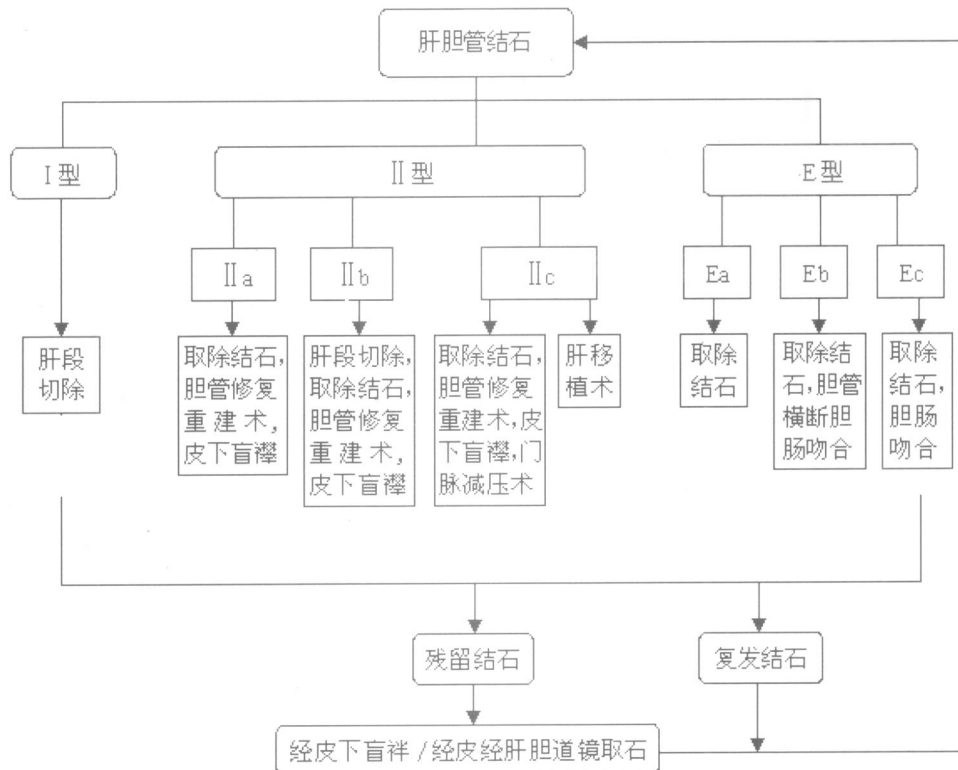 肝胆管结石
I型
II型
E型
IIa
IIb
IIc
Ea
Eb
Ec
肝段
切除
取除结石,
胆管修复
重建术,
皮下盲襻
肝段切除,
取除结石,
胆管修复
重建术,
皮下盲襻
取除结石,
胆管修复
重建术,皮
下盲襻,门
脉减压术
肝移
植术
取除
结石
取除结
石,胆管
横断胆
肠吻合
取除
结石,
胆肠
吻合
残留结石
复发结石
经皮下盲袢/经皮经肝胆道镜取石